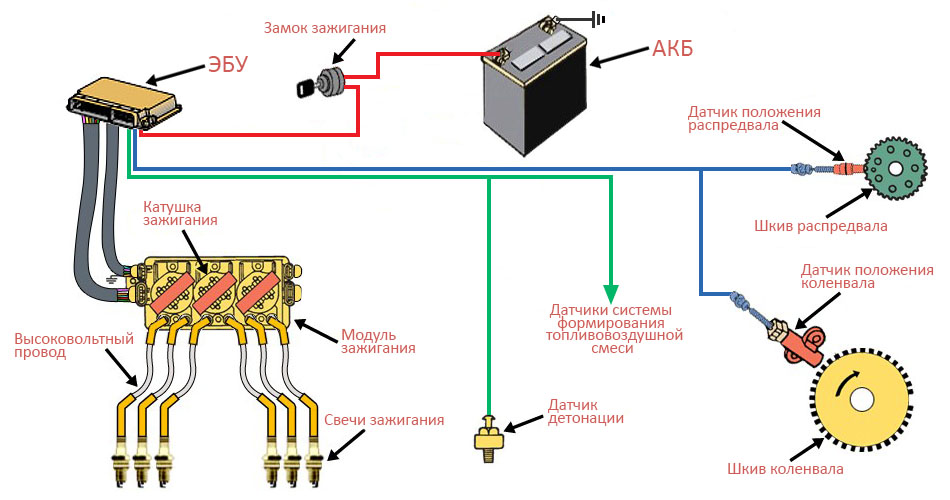 Замок зажигания
ЭБУ
АКБ
Датчик положения
распредвала
Шкив распредвала
Катушка
зажигания
Датчик положения
коленвала
Высоковольтный
провод
Модуль
зажигания
Датчики системы
формирования
топливовоздушной
смеси
Свечи зажигания
Датчик
детонации
Шкив коленвала